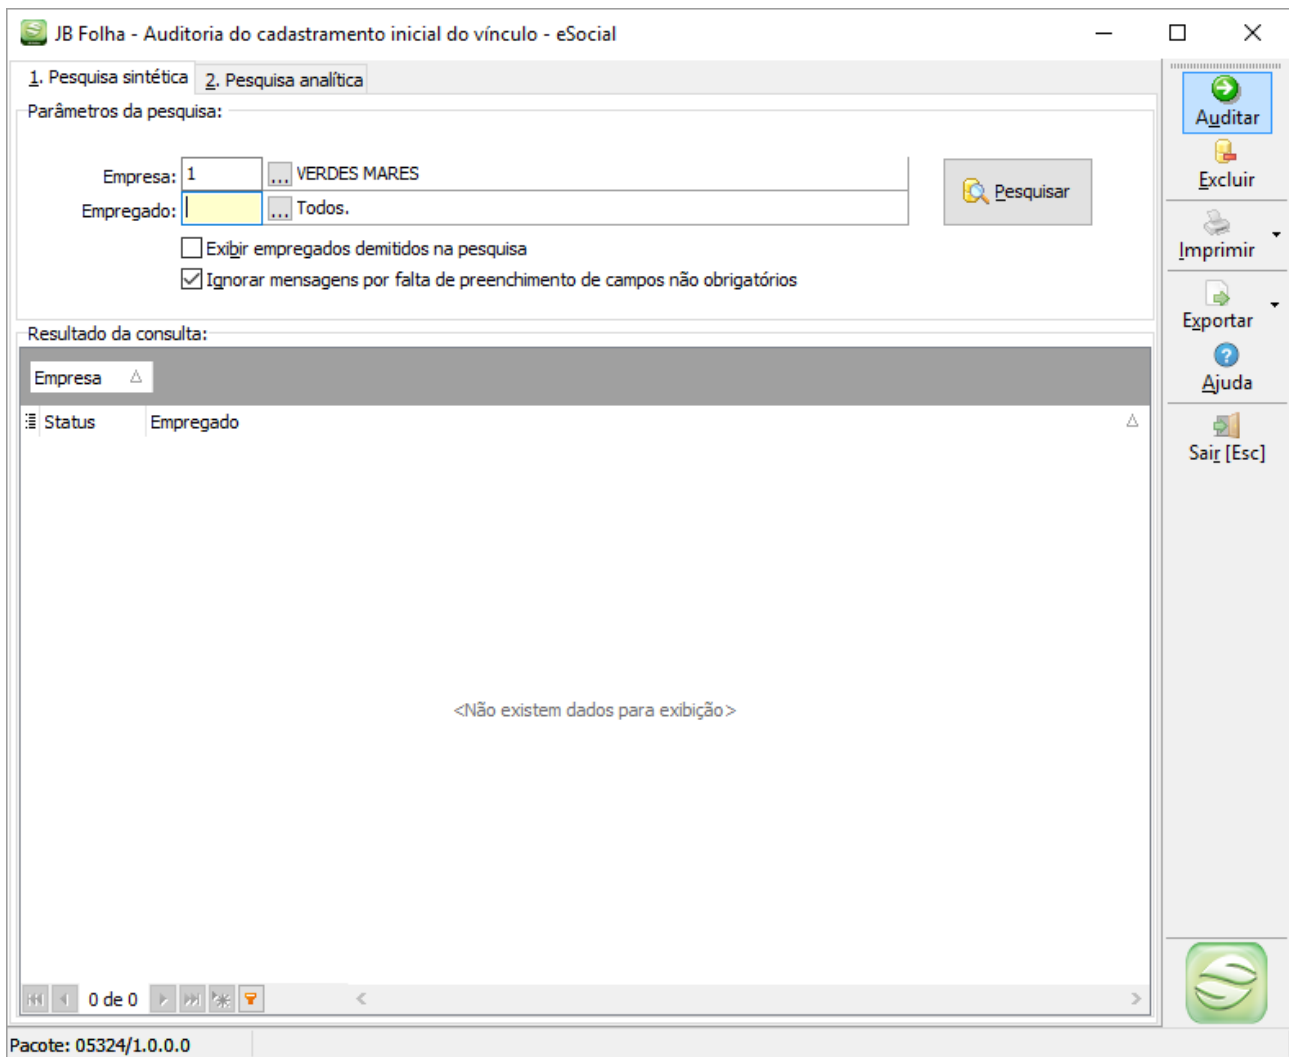 JB Folha - Auditoria do cadastramento inicial do vínculo - eSocial
1. Pesquisa sintética 2. Pesquisa analítica
Parâmetros da pesquisa:
Empresa: 1 ... VERDES MARES
Empregado: ... Todos.
Pesquisar
Exibir empregados demitidos na pesquisa
Ignorar mensagens por falta de preenchimento de campos não obrigatórios
Resultado da consulta:
Empresa
Status Empregado
<Não existem dados para exibição>
0 de 0
Auditar
Excluir
Imprimir
Exportar
Ajuda
Sair [Esc]
Pacote: 05324/1.0.0.0